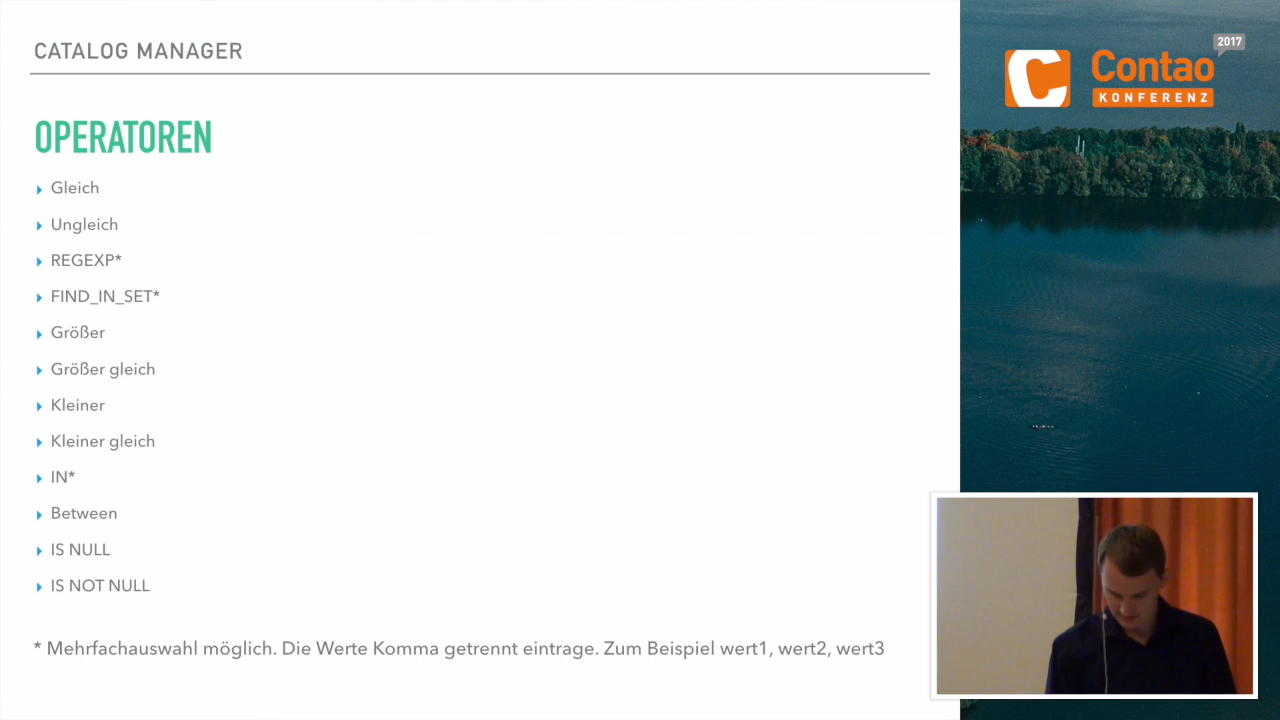 CATALOG MANAGER
OPERATOREN
Gleich
Ungleich
REGEXP*
FIND_IN_SET*
Größer
Größer gleich
Kleiner
Kleiner gleich
IN*
Between
IS NULL
IS NOT NULL
* Mehrfachauswahl möglich. Die Werte Komma getrennt eintrage. Zum Beispiel wert1, wert2, wert3
2017
Contao
KONFERENZ